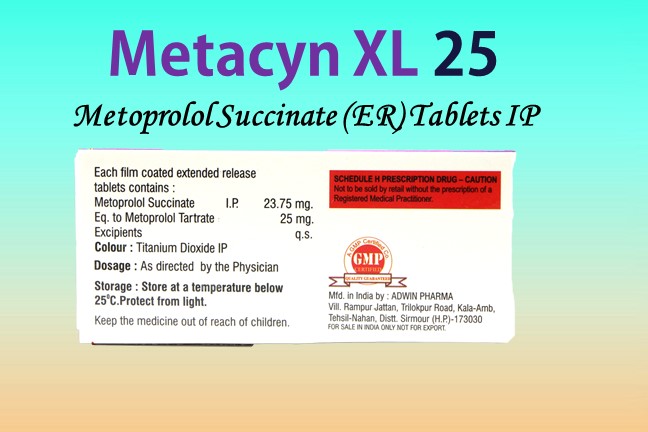 Metacyn XL 25
Metoprolol Succinate (ER) Tablets IP
Each film coated extended release
tablets contains :
Metoprolol Succinate I.P. 23.75 mg.
Eq. to Metoprolol Tartrate 25 mg.
Excipients q.s.
Colour : Titanium Dioxide IP
Dosage : As directed by the Physician
Storage : Store at a temperature below
25°C.Protect from light.
Keep the medicine out of reach of children.
SCHEDULE H PRESCRIPTION DRUG – CAUTION
Not to be sold by retail without the prescription of a
Registered Medical Practitioner.
A GMP Certified Co.
GMP
CERTIFIED
QUALITY GUARANTEED
Mfd. in India by : ADWIN PHARMA
Vill. Rampur Jattan, Trilokpur Road, Kala-Amb,
Tehsil-Nahan, Distt. Sirmour (H.P.)-173030
FOR SALE IN INDIA ONLY NOT FOR EXPORT.